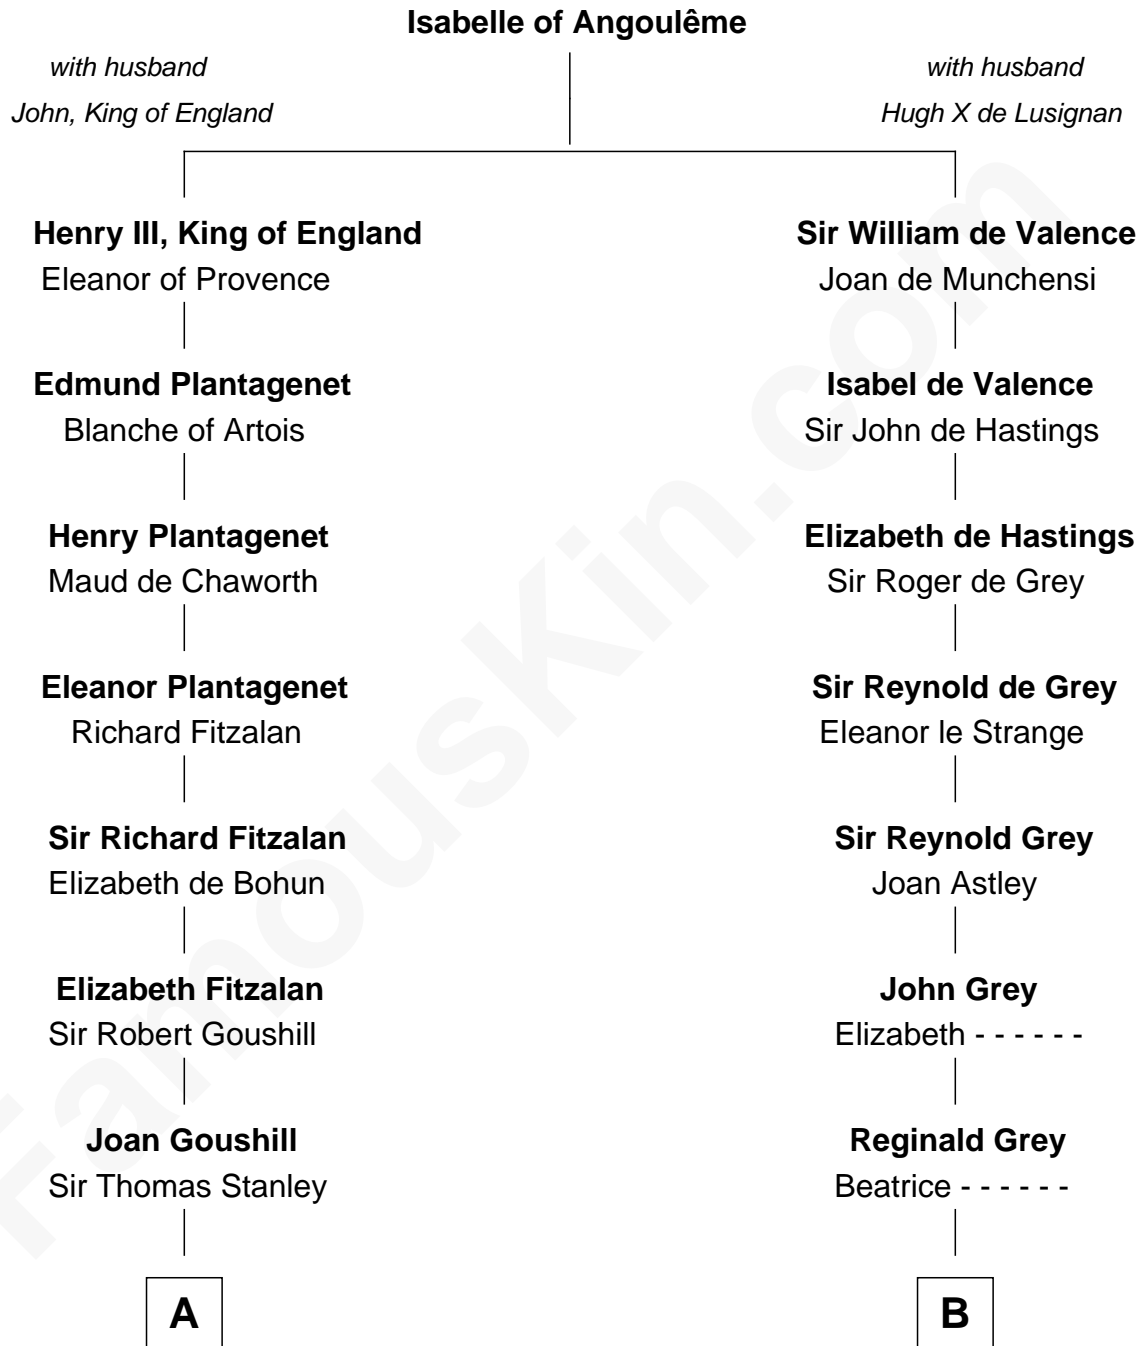 Isabelle of Angoulême
with husband
John, King of England
with husband
Hugh X de Lusignan
Henry III, King of England
Eleanor of Provence
Sir William de Valence
Joan de Munchensi
Edmund Plantagenet
Blanche of Artois
Isabel de Valence
Sir John de Hastings
Henry Plantagenet
Maud de Chaworth
Elizabeth de Hastings
Sir Roger de Grey
Eleanor Plantagenet
Richard Fitzalan
Sir Reynold de Grey
Eleanor le Strange
Sir Richard Fitzalan
Elizabeth de Bohun
Sir Reynold Grey
Joan Astley
Elizabeth Fitzalan
Sir Robert Goushill
John Grey
Elizabeth - - - - - -
Joan Goushill
Sir Thomas Stanley
Reginald Grey
Beatrice - - - - - -
A
B
FamousKin.com